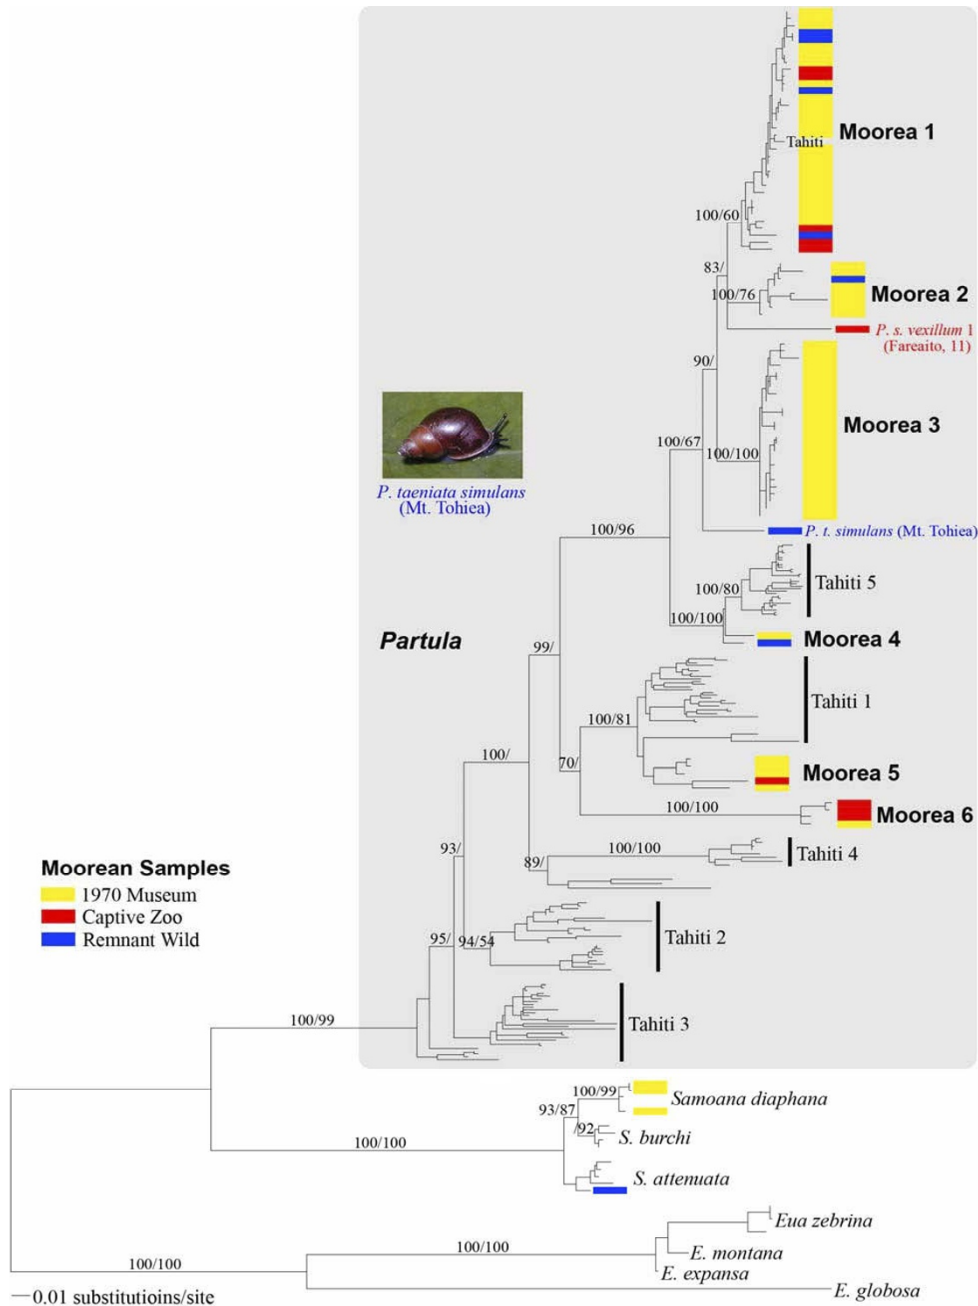 Tahiti
Moorea 1
100/60
83/
100/76
Moorea 2
P. s. vexillum 1
(Fareaito, 11)
90/
Moorea 3
100/67
100/100
P. taeniata simulans
(Mt. Tohiea)
P. t. simulans (Mt. Tohiea)
100/96
100/80
Tahiti 5
100/100
Partula
Moorea 4
99/
Tahiti 1
100/81
100/
70/
Moorea 5
100/100
Moorea 6
93/
89/
100/100
Tahiti 4
Moorean Samples
1970 Museum
Captive Zoo
Remnant Wild
95/
94/54
Tahiti 2
100/99
Tahiti 3
100/99
Samoana diaphana
93/87
/92
S. burchi
100/100
S. attenuata
Eua zebrina
100/100
E. montana
100/100
E. expansa
0.01 substitutioins/site
E. globosa